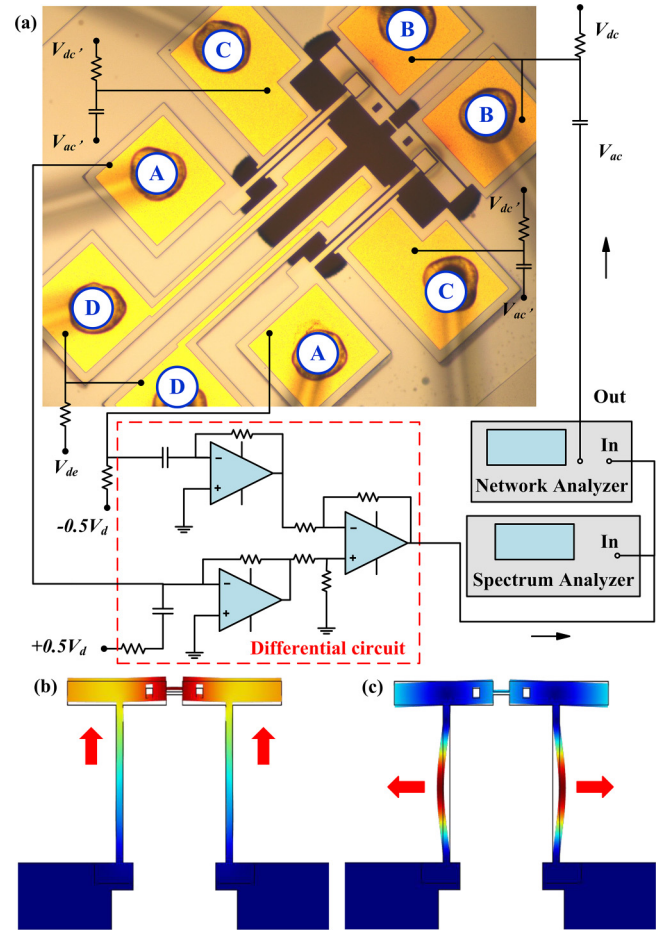 (a)
C
B
V_dc
V_dc'
B
V_ac'
V_ac
A
V_dc'
C
V_ac'
D
A
D
Out
V_de
In
Network Analyzer
-0.5V_d
In
Spectrum Analyzer
+0.5V_d
Differential circuit
(b)
(c)